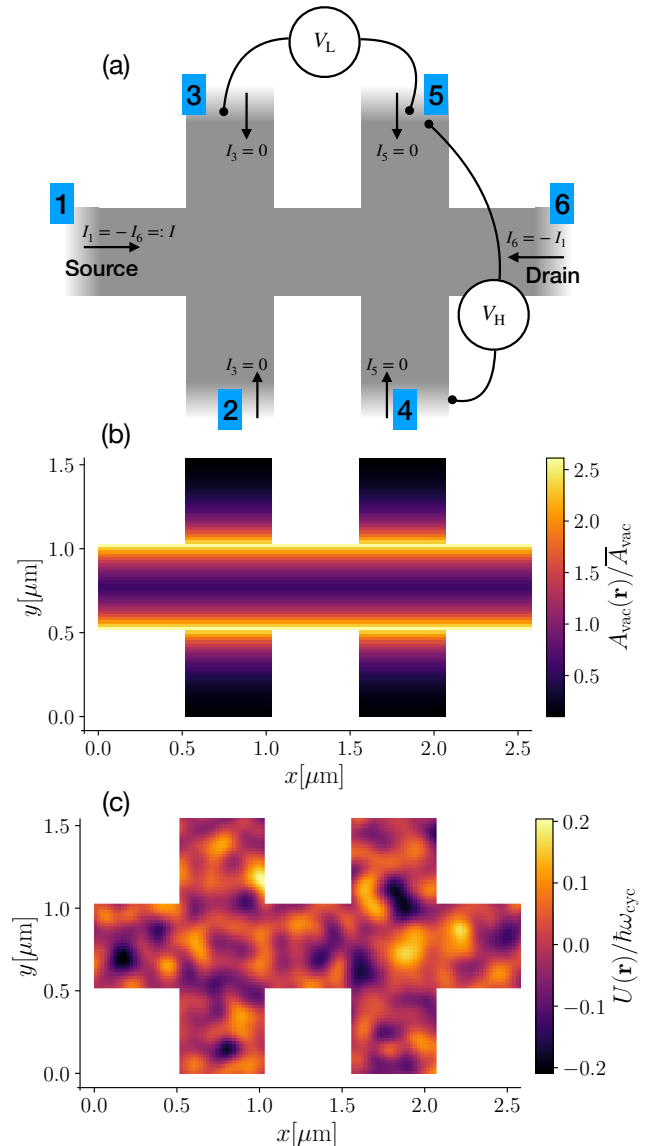 (a)
V_L
3
5
I_3 = 0
I_5 = 0
1
6
I_1 = −I_6 =: I
I_6 = −I_1
Source
Drain
V_H
I_3 = 0
I_5 = 0
2
4
(b)
1.5
1.0
0.5
0.0
y[μm]
0.0 0.5 1.0 1.5 2.0 2.5
x[μm]
2.5
2.0
1.5
1.0
0.5
A_vac(r)/A̅_vac
(c)
1.5
1.0
0.5
0.0
y[μm]
0.0 0.5 1.0 1.5 2.0 2.5
x[μm]
0.2
0.1
0.0
−0.1
−0.2
U(r)/ℏω_cyc